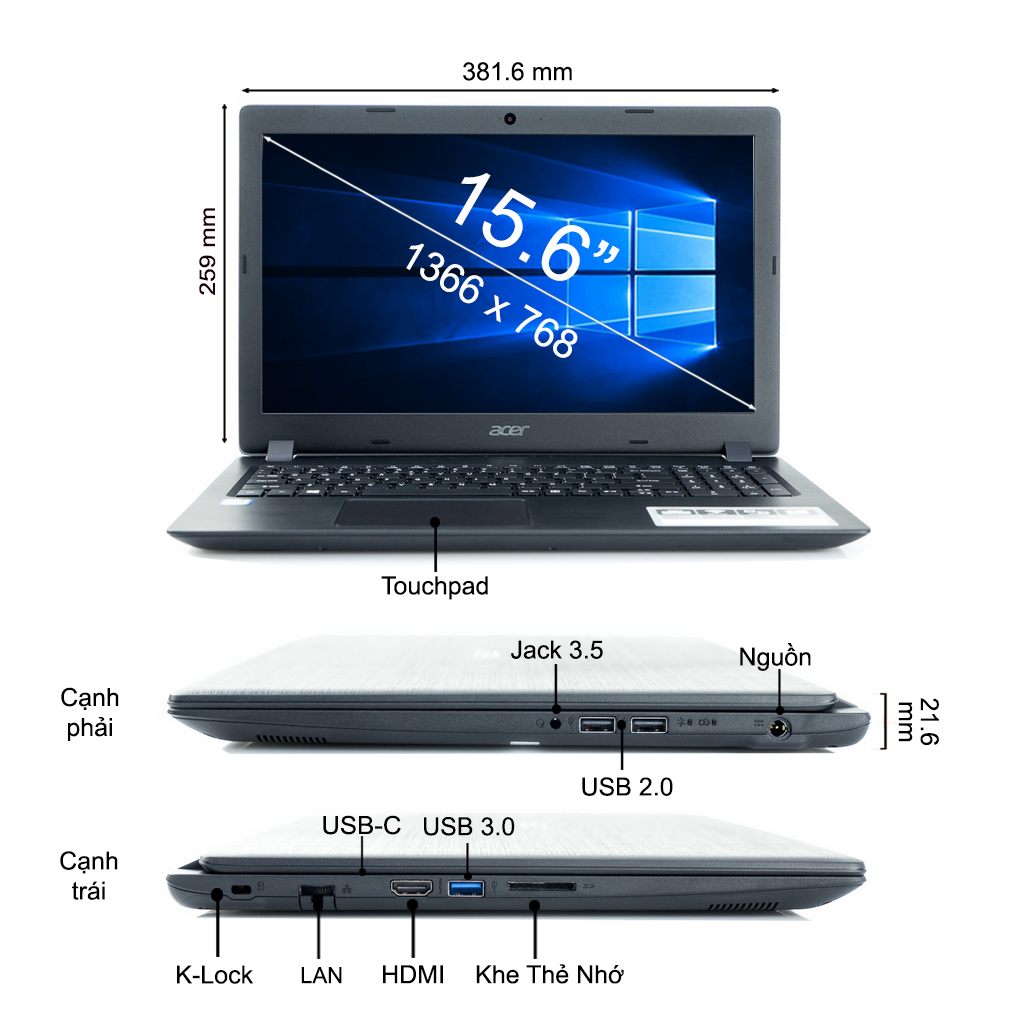 381.6 mm
259 mm
15.6”
1366 x 768
acer
Touchpad
Jack 3.5
Nguồn
Cạnh
phải
21.6
mm
USB 2.0
USB-C
USB 3.0
Cạnh
trái
K-Lock
LAN
HDMI
Khe Thẻ Nhớ